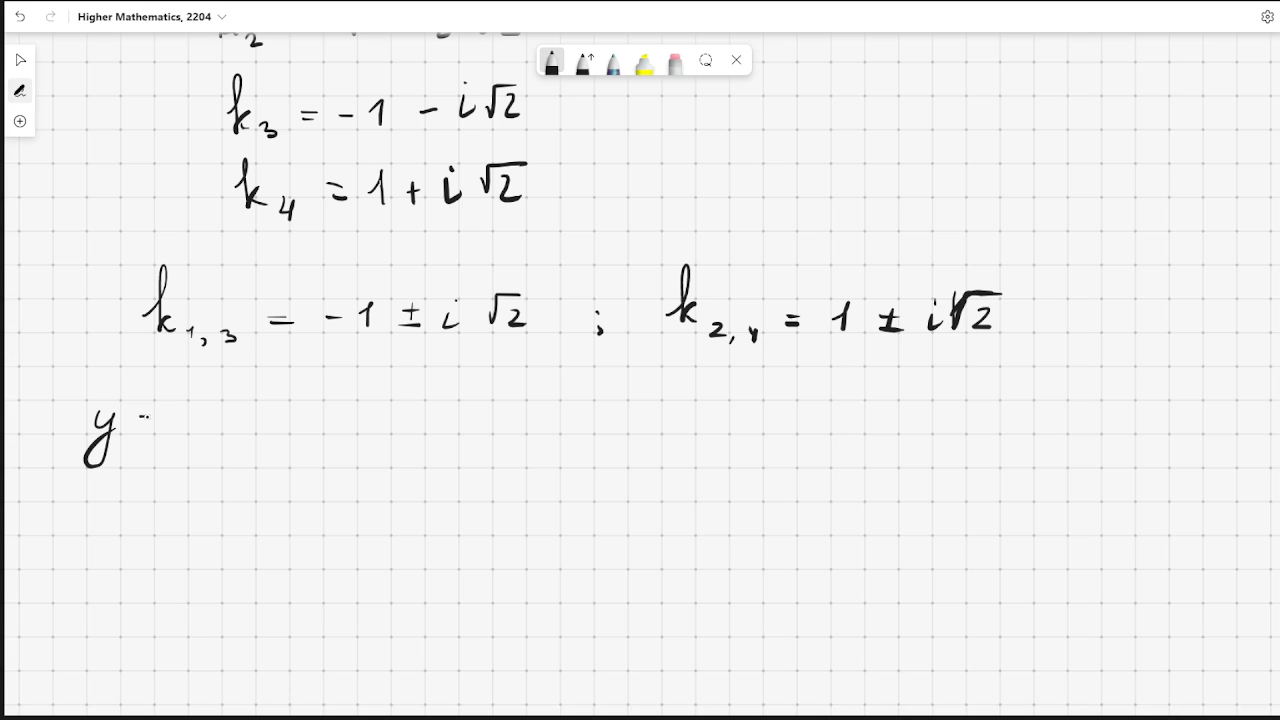 Higher Mathematics, 2204
k₃ = -1 - i√2
k₄ = 1 + i√2
k₁,₃ = -1 ± i√2 ; k₂,₄ = 1 ± i√2
y